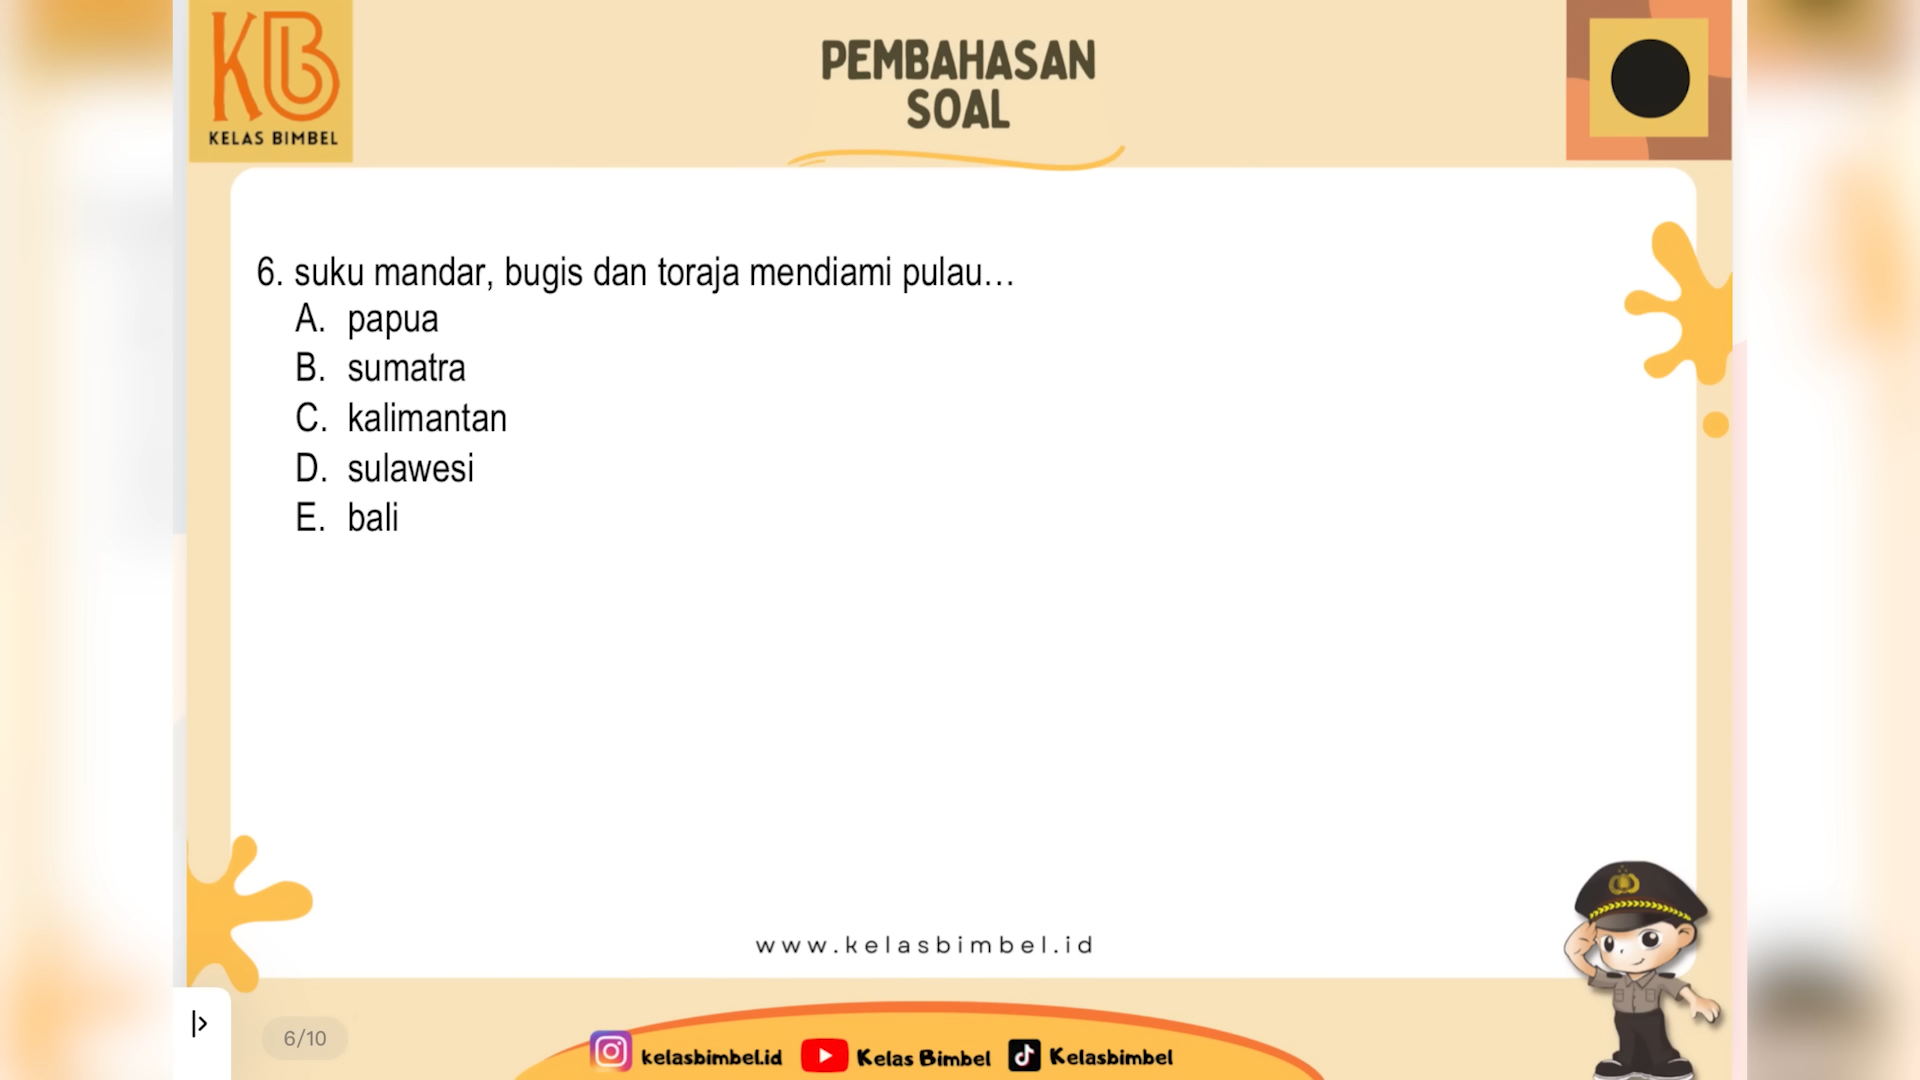 KB
KELAS BIMBEL
PEMBAHASAN
SOAL
6. suku mandar, bugis dan toraja mendiami pulau…
A. papua
B. sumatra
C. kalimantan
D. sulawesi
E. bali
www.kelasbimbel.id
6/10
kelasbimbel.id Kelas Bimbel Kelasbimbel